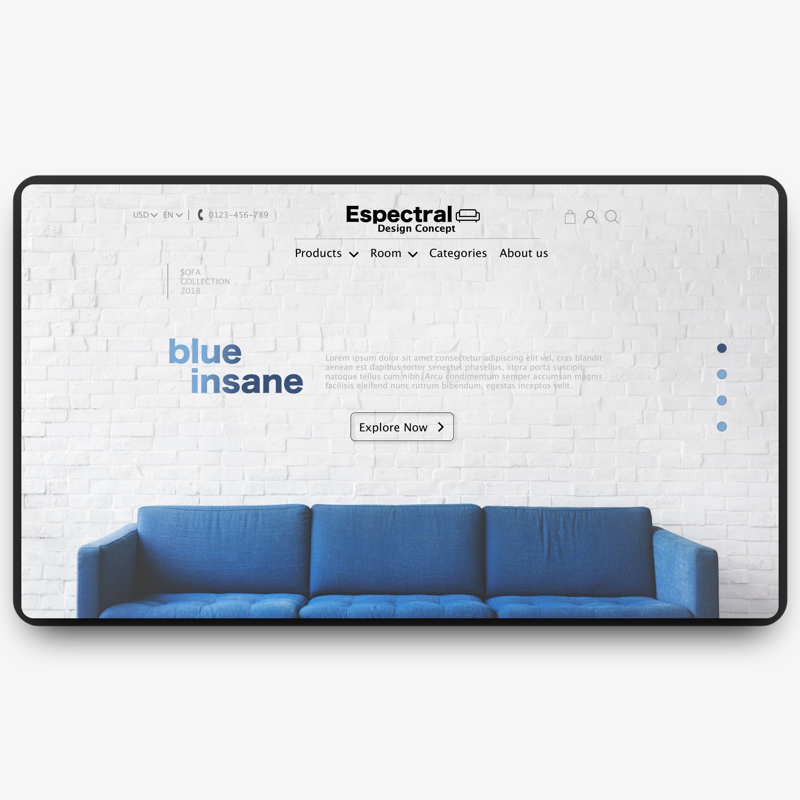 USD EN | 0123-456-789
Espectral
Design Concept
Products Room Categories About us
SOFA
COLLECTION
2018.
blue
insane
Lorem ipsum dolor sit amet consectetur adipiscing elit vel, cras blandit
aenean est dapibus tortor senectus phasellus, litora porta suscipit
natoque tellus cum nibh. Arcu condimentum semper accumsan magnis
facilisis eleifend nunc rutrum bibendum, egestas inceptos velit.
Explore Now